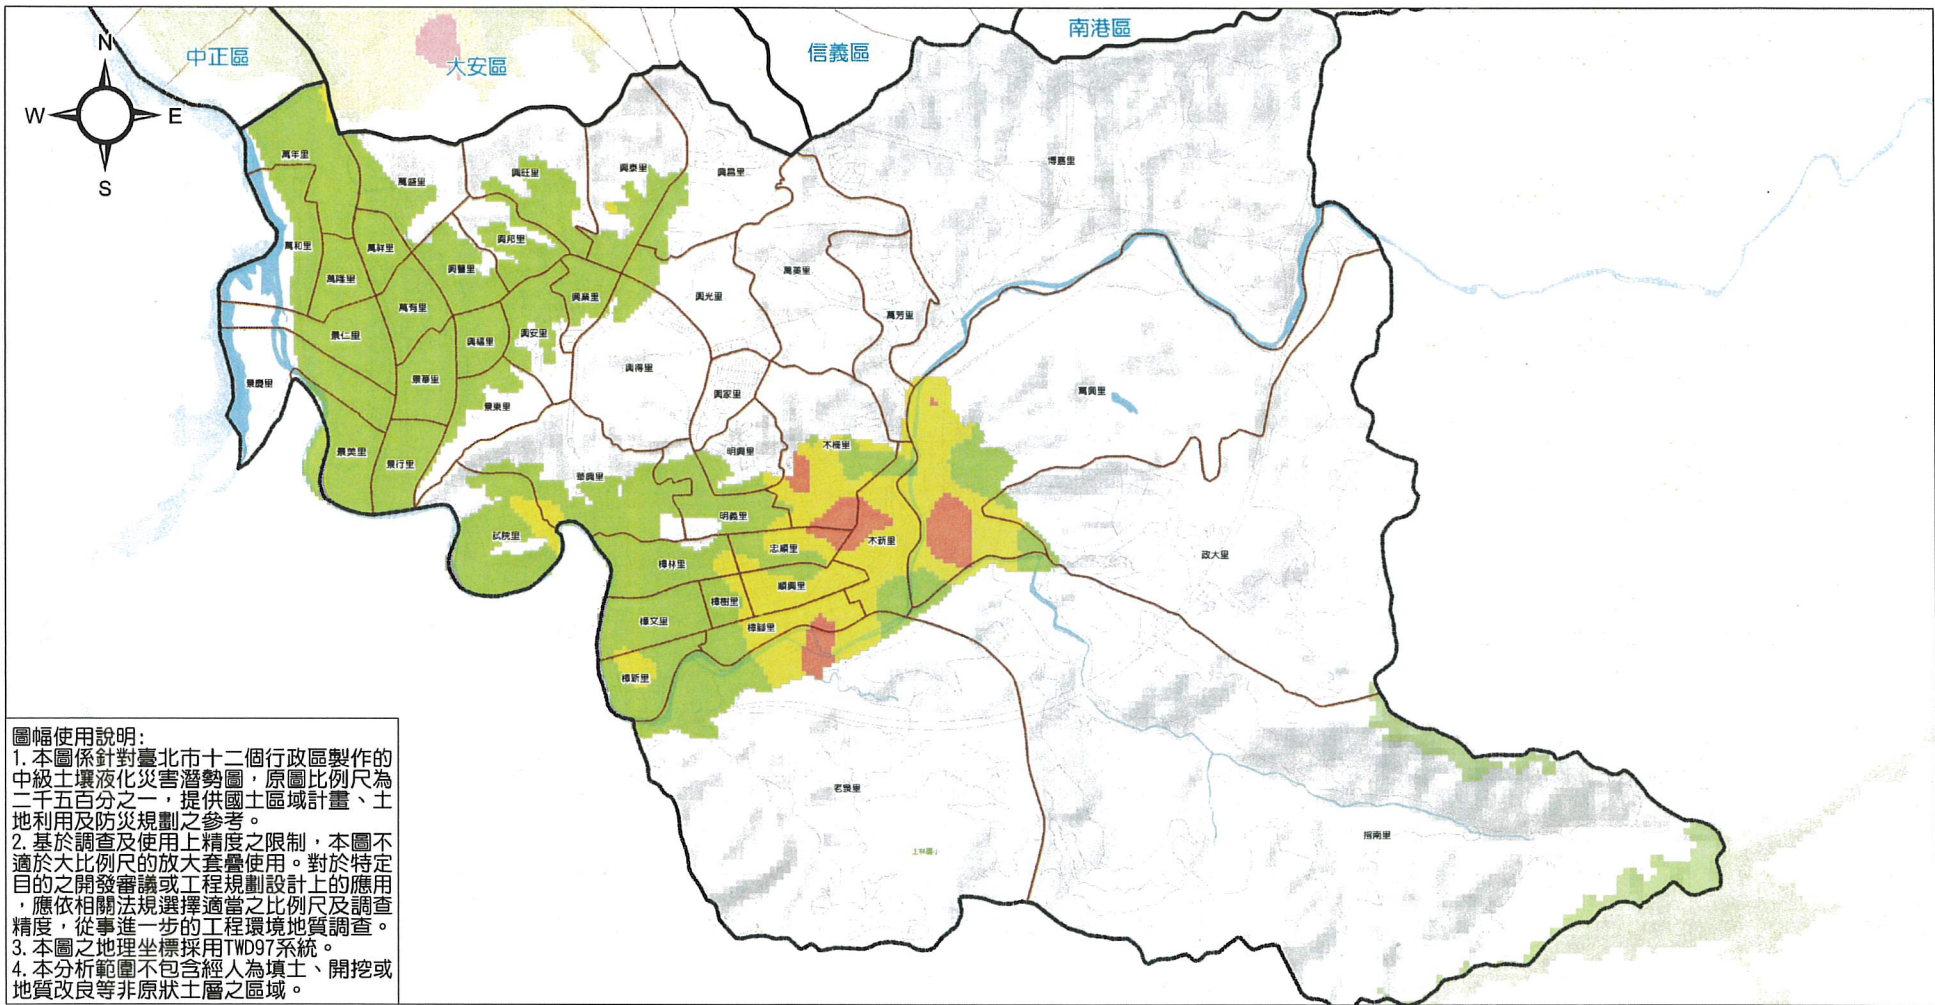 中正區
大安區
信義區
南港區
N
W
E
S
萬年里
萬盛里
興旺里
興泰里
興昌里
博嘉里
萬和里
萬祥里
興邦里
萬隆里
興豐里
萬美里
興業里
興光里
萬有里
萬芳里
景仁里
興福里
興安里
興得里
景慶里
景華里
興家里
萬興里
景東里
景美里
景行里
明興里
木柵里
華興里
明義里
試院里
忠順里
木新里
政大里
樟林里
順興里
樟樹里
樟文里
樟腳里
樟新里
老泉里
指南里
圖幅使用說明:
1. 本圖係針對臺北市十二個行政區製作的
中級土壤液化災害潛勢圖，原圖比例尺為
二千五百分之一，提供國土區域計畫、土
地利用及防災規劃之參考。
2. 基於調查及使用上精度之限制，本圖不
適於大比例尺的放大套疊使用。對於特定
目的之開發審議或工程規劃設計上的應用
，應依相關法規選擇適當之比例尺及調查
精度，從事進一步的工程環境地質調查。
3. 本圖之地理坐標採用TWD97系統。
4. 本分析範圍不包含經人為填土、開挖或
地質改良等非原狀土層之區域。